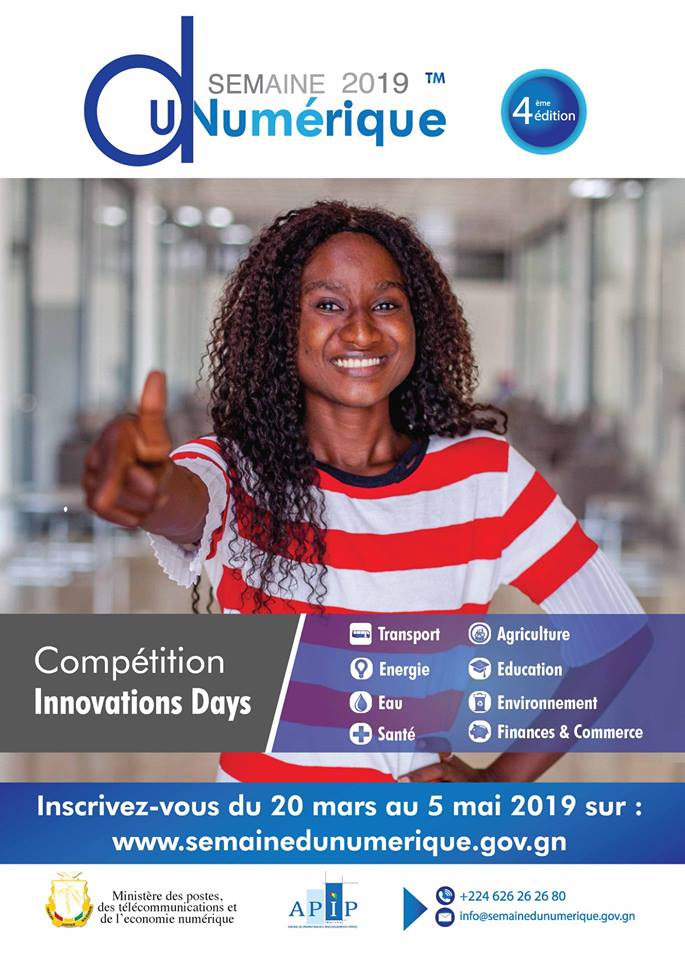 SEMAINE 2019 ™
du Numérique
4ème édition
Compétition
Innovations Days
Transport
Energie
Eau
Santé
Agriculture
Education
Environnement
Finances & Commerce
Inscrivez-vous du 20 mars au 5 mai 2019 sur :
www.semainedunumerique.gov.gn
Ministère des postes,
des télécommunications et
de l'economie numérique
APIP
+224 626 26 26 80
info@semainedunumerique.gov.gn